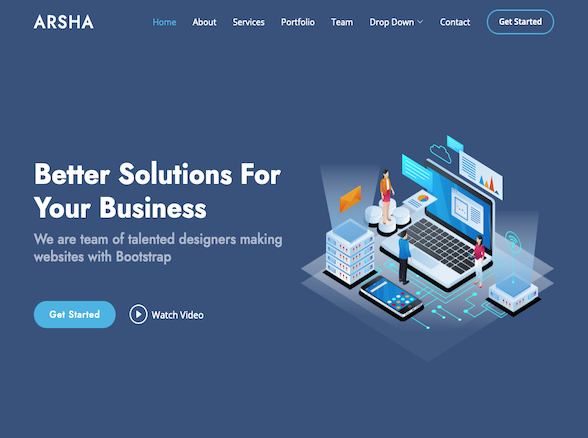 ARSHA
Home About Services Portfolio Team Drop Down Contact Get Started
Better Solutions For
Your Business
We are team of talented designers making
websites with Bootstrap
Get Started Watch Video